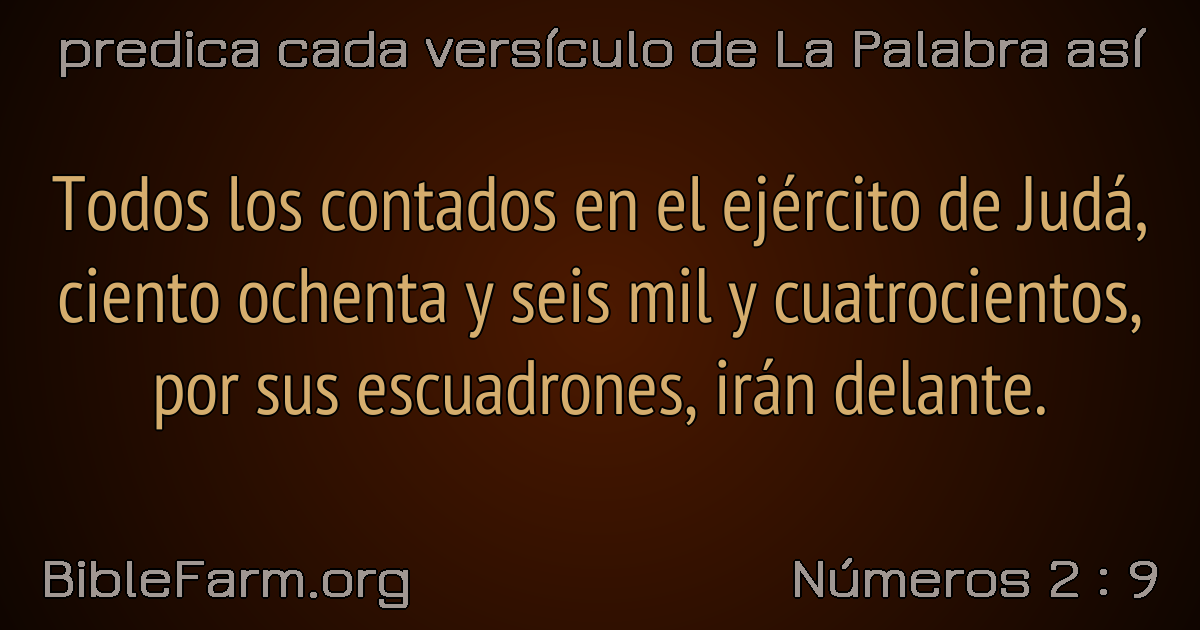 predica cada versículo de La Palabra así
Todos los contados en el ejército de Judá,
ciento ochenta y seis mil y cuatrocientos,
por sus escuadrones, irán delante.
BibleFarm.org
Números 2 : 9